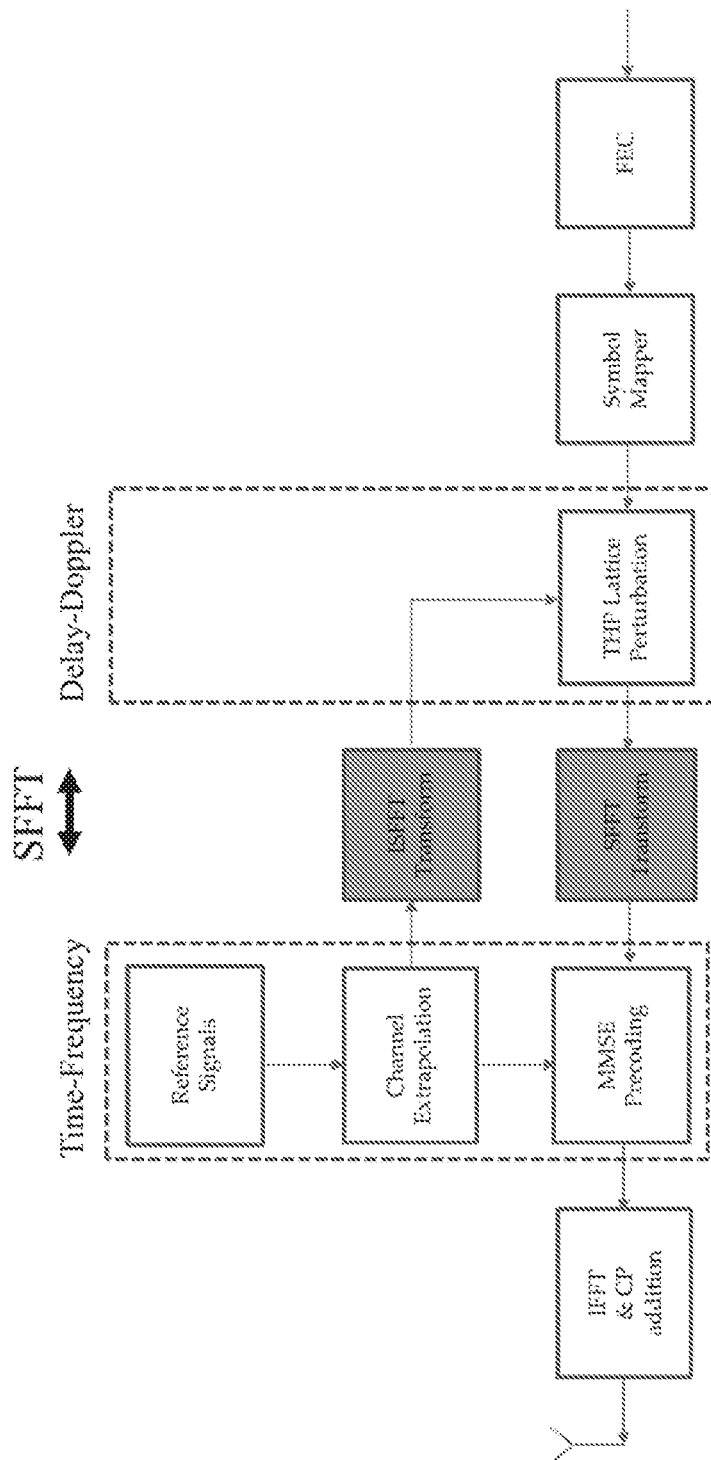 SFFT
Time-Frequency
Delay-Doppler
Reference
Signals
Channel
Extrapolation
ISFFT
Transform
IFFT
& CP
addition
MMSE
Precoding
SFFT
Transform
THP Lattice
Perturbation
Symbol
Mapper
FEC